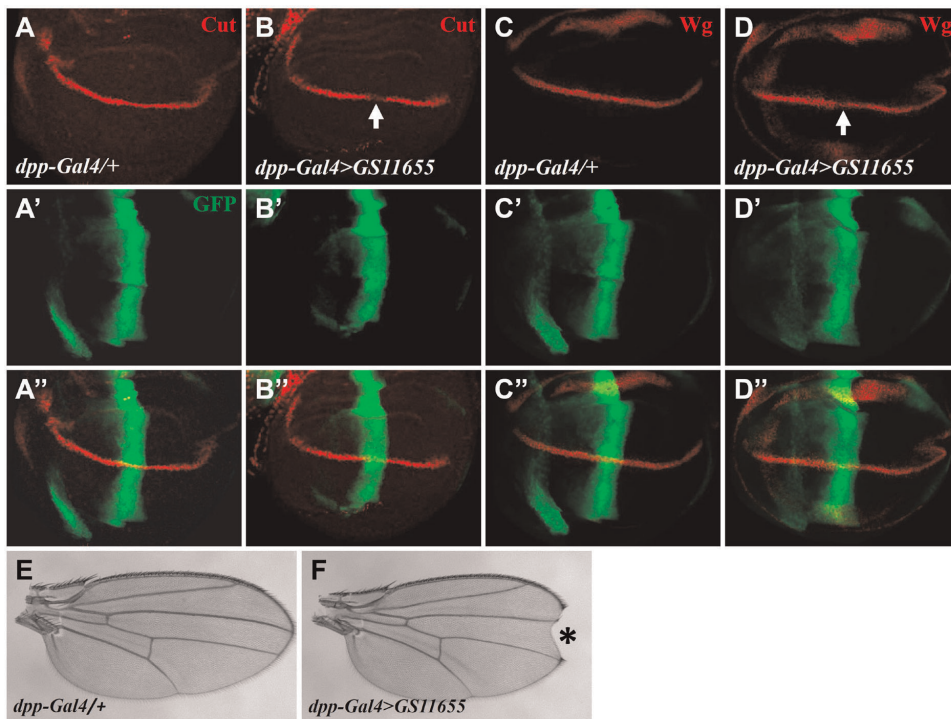 A Cut
dpp-Gal4/+
B Cut
dpp-Gal4>GS11655
C Wg
dpp-Gal4/+
D Wg
dpp-Gal4>GS11655
A' GFP
B'
C'
D'
A"
B"
C"
D"
E
dpp-Gal4/+
F
*
dpp-Gal4>GS11655